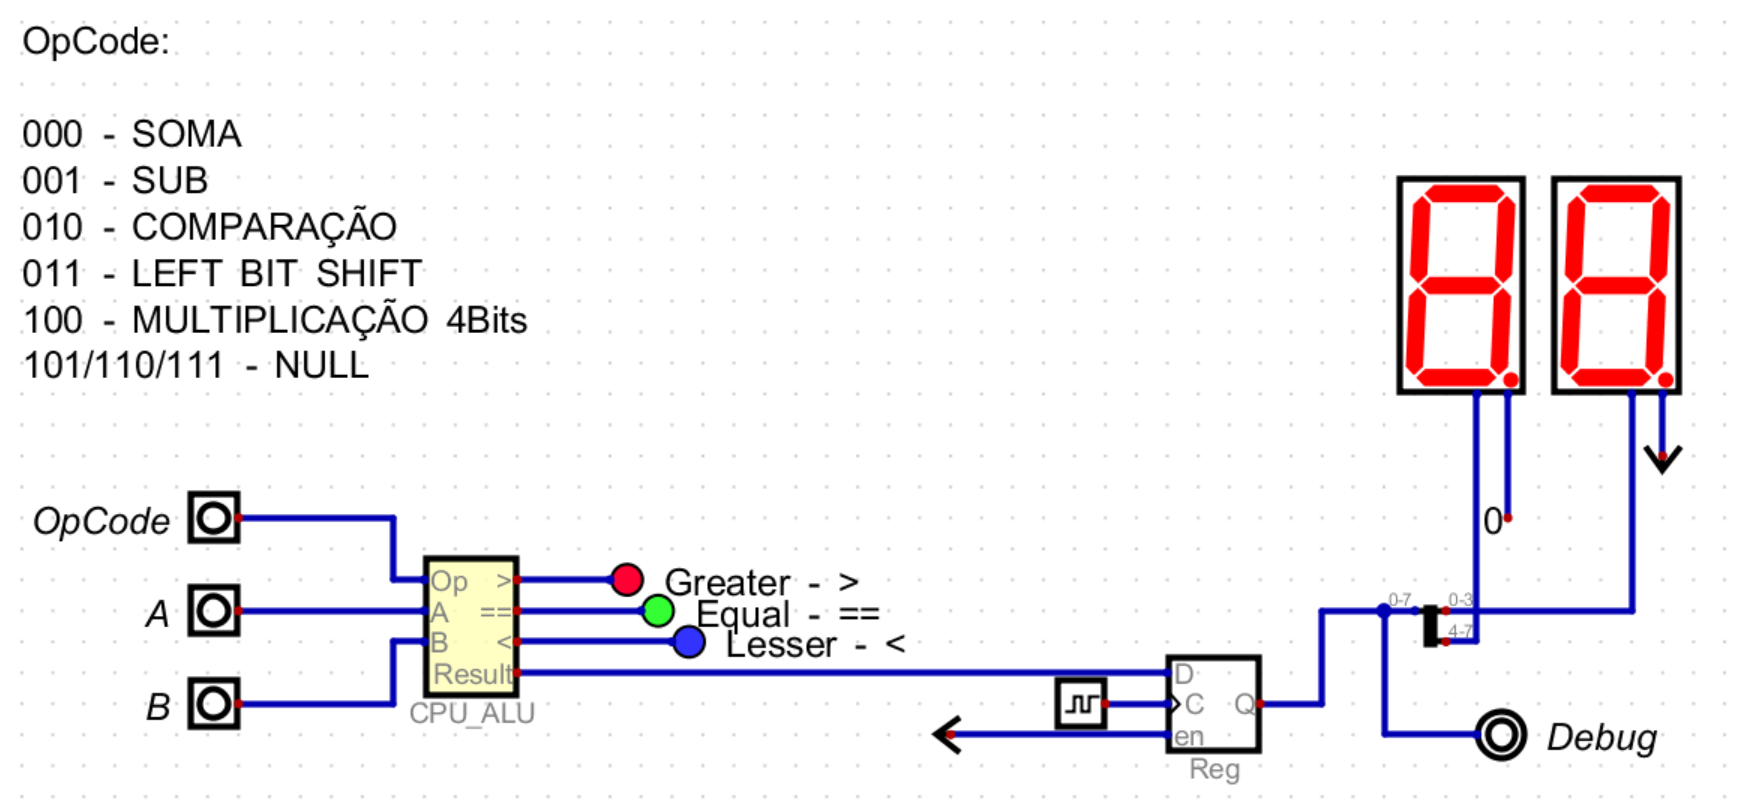 OpCode:
000 - SOMA
001 - SUB
010 - COMPARAÇÃO
011 - LEFT BIT SHIFT
100 - MULTIPLICAÇÃO 4Bits
101/110/111 - NULL
OpCode
A
B
Op >
A ==
B <
Result
CPU_ALU
Greater - >
Equal - ==
Lesser - <
D
C Q
en
Reg
0
0-7 0-3
4-7
Debug